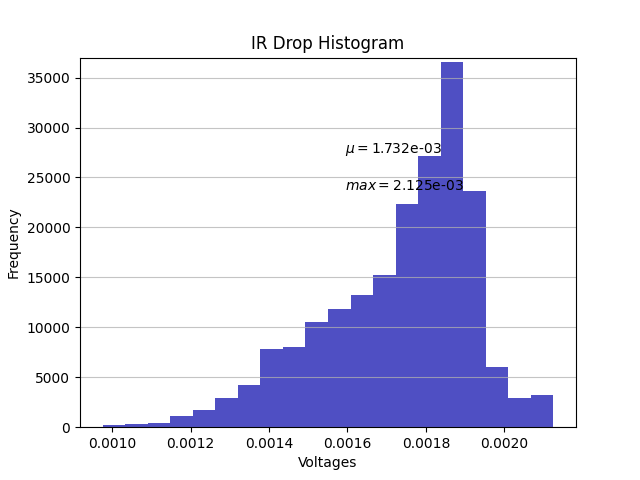 IR Drop Histogram
35000
30000
μ = 1.732e-03
25000
max = 2.125e-03
20000
Frequency
15000
10000
5000
0
0.0010 0.0012 0.0014 0.0016 0.0018 0.0020
Voltages